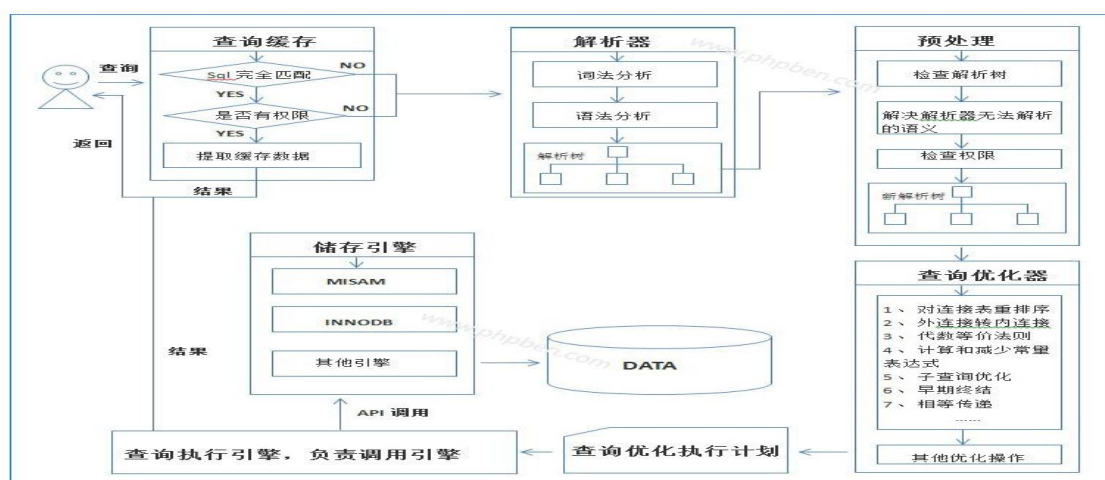 查询缓存
查询
Sql 完全匹配
NO
YES
是否有权限
NO
YES
提取缓存数据
返回
结果
解析器
词法分析
语法分析
解析树
www.phpben.com
预处理
检查解析树
解决解析器无法解析
的语义
检查权限
新解析树
储存引擎
MISAM
INNODB
其他引擎
www.phpben.com
DATA
查询优化器
1、 对连接表重排序
2、 外连接转内连接
3、 代数等价法则
4、 计算和减少常量
表达式
5、 子查询优化
6、 早期终结
7、 相等传递
......
其他优化操作
结果
API 调用
查询执行引擎，负责调用引擎
查询优化执行计划